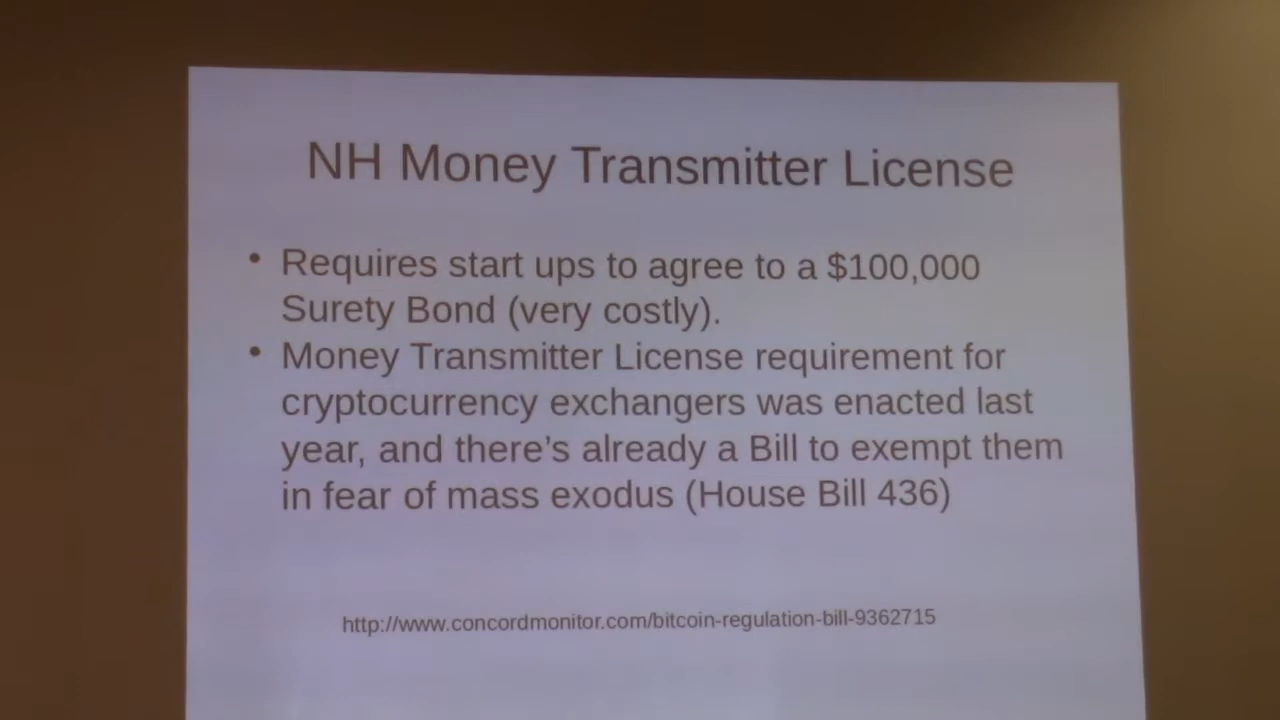 NH Money Transmitter License
• Requires start ups to agree to a $100,000
Surety Bond (very costly).
• Money Transmitter License requirement for
cryptocurrency exchangers was enacted last
year, and there’s already a Bill to exempt them
in fear of mass exodus (House Bill 436)
http://www.concordmonitor.com/bitcoin-regulation-bill-9362715